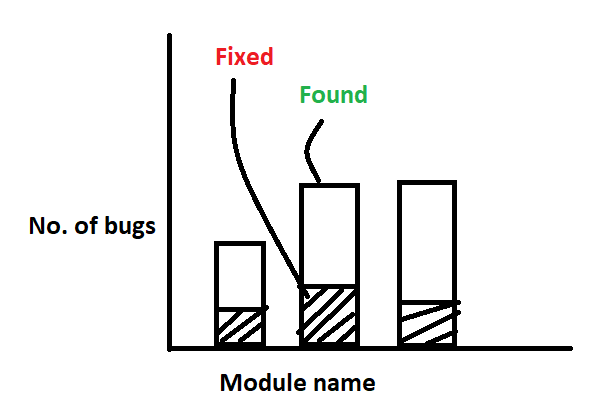 Fixed
Found
No. of bugs
Module name